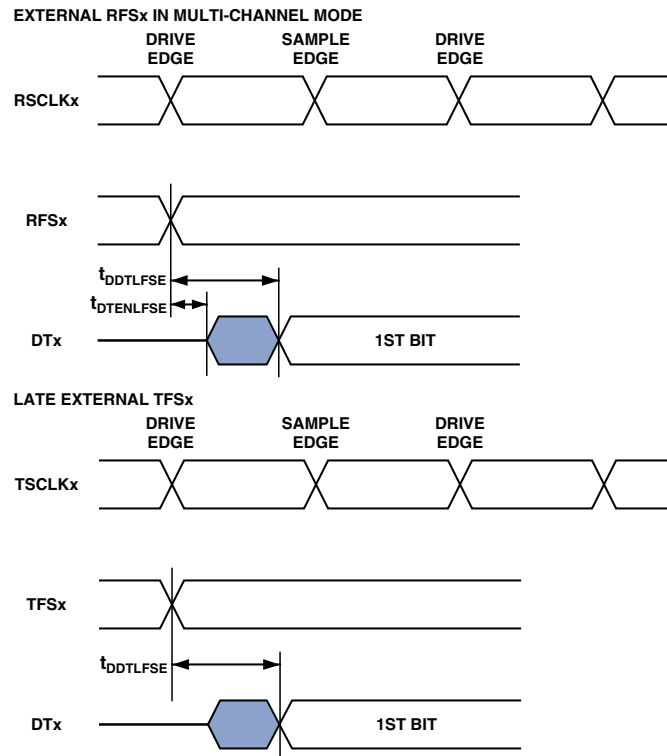 EXTERNAL RFSx IN MULTI-CHANNEL MODE
DRIVE EDGE
SAMPLE EDGE
DRIVE EDGE
RSCLKx
RFSx
tDDTLFSE
tDTENLFSE
DTx
1ST BIT
LATE EXTERNAL TFSx
DRIVE EDGE
SAMPLE EDGE
DRIVE EDGE
TSCLKx
TFSx
tDDTLFSE
DTx
1ST BIT